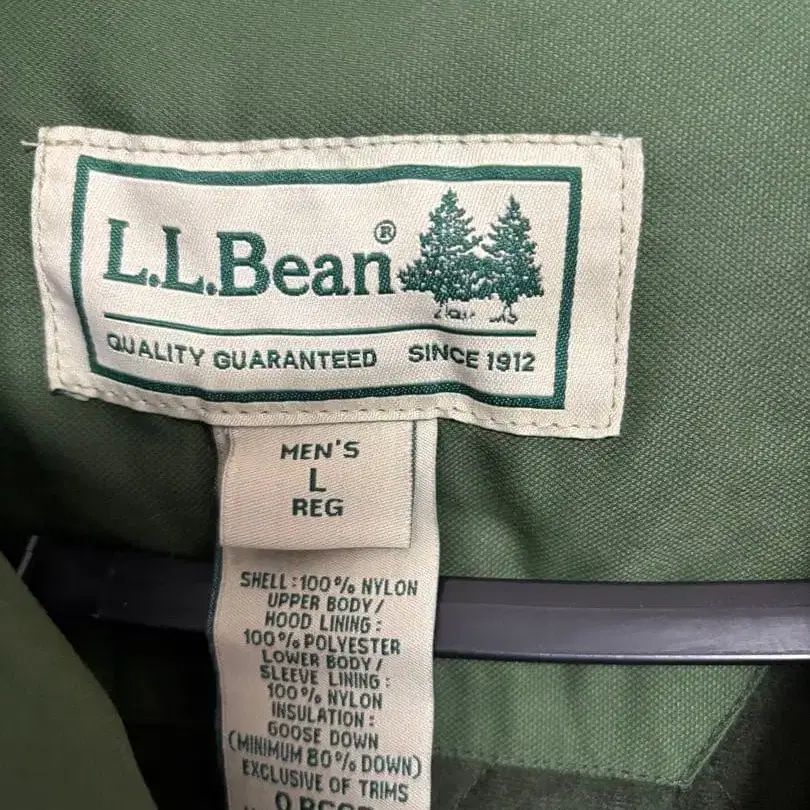 L.L.Bean®
QUALITY GUARANTEED SINCE 1912
MEN'S
L
REG
SHELL: 100% NYLON
UPPER BODY/
HOOD LINING:
100% POLYESTER
LOWER BODY/
SLEEVE LINING:
100% NYLON
INSULATION:
GOOSE DOWN
(MINIMUM 80% DOWN)
EXCLUSIVE OF TRIMS